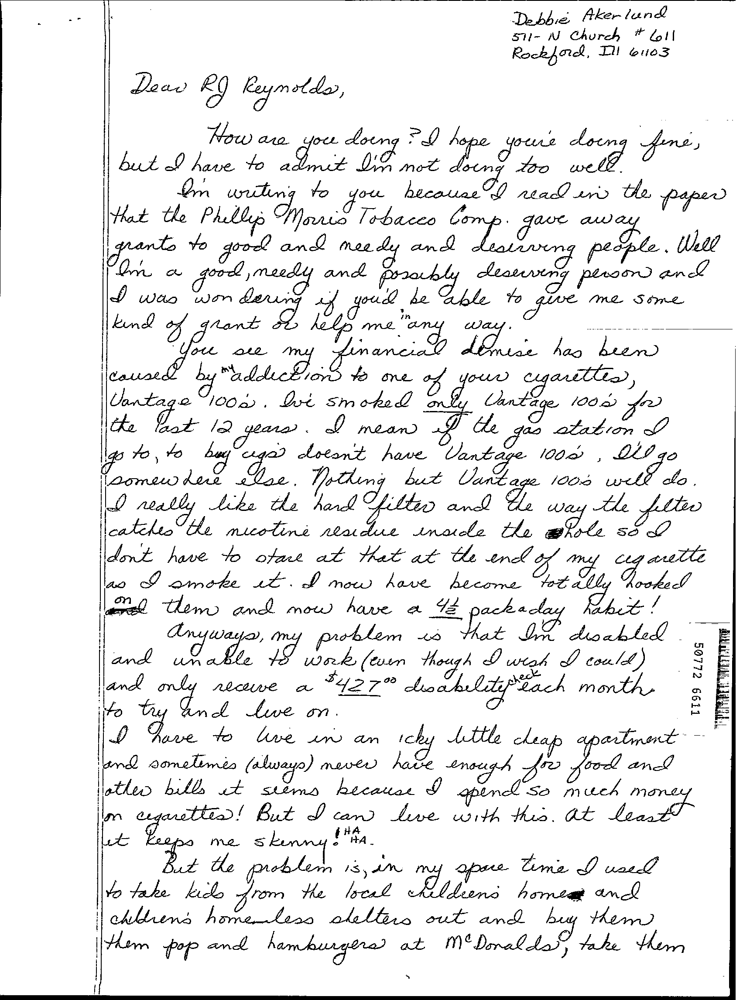 Debbie Akerlund
511- N Church # 611
Rockford, Ill 61103
Dear RJ Reynolds,
How are you doing? I hope you're doing fine,
but I have to admit I'm not doing too well.
I'm writing to you because I read in the paper
that the Phillip Morris Tobacco Comp. gave away
grants to good and needy and deserving people. Well
I'm a good, needy and possibly deserving person and
I was wondering if you'd be able to give me some
kind of grant or help me in any way.
You see my financial demise has been
caused by my addiction to one of your cigarettes,
Vantage 100's. I've smoked only Vantage 100's for
the past 12 years. I mean if the gas station I
go to, to buy cigs doesn't have Vantage 100's, I'll go
somewhere else. Nothing but Vantage 100's will do.
I really like the hard filter and the way the filter
catches the nicotine residue inside the hole so I
don't have to stare at that at the end of my cigarette
as I smoke it. I now have become totally hooked
on them and now have a 4½ pack a day habit!
Anyways, my problem is that I'm disabled
and unable to work (even though I wish I could)
and only receive a $427.00 disability check each month
to try and live on.
I have to live in an icky little cheap apartment
and sometimes (always) never have enough for food and
other bills it seems because I spend so much money
on cigarettes! But I can live with this. At least
it keeps me skinny! HA HA.
But the problem is, in my spare time I used
to take kids from the local children's home and
children's homeless shelters out and buy them
them pop and hamburgers at McDonalds, take them
50772 6611